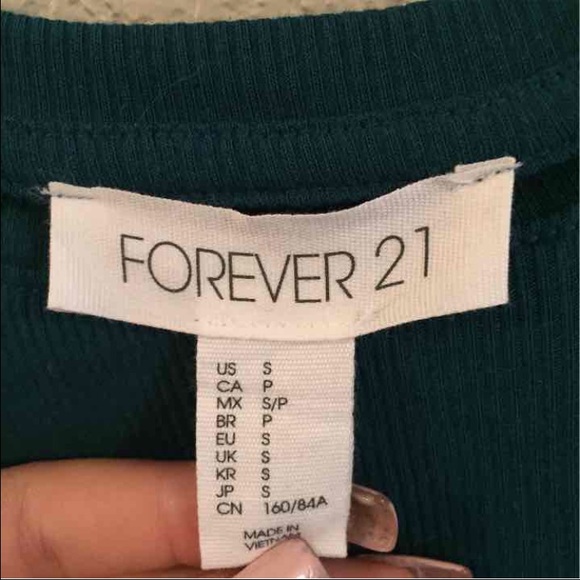 FOREVER 21
US S
CA P
MX S/P
BR P
EU S
UK S
KR S
JP S
CN 160/84A
MADE IN
VIETNAM